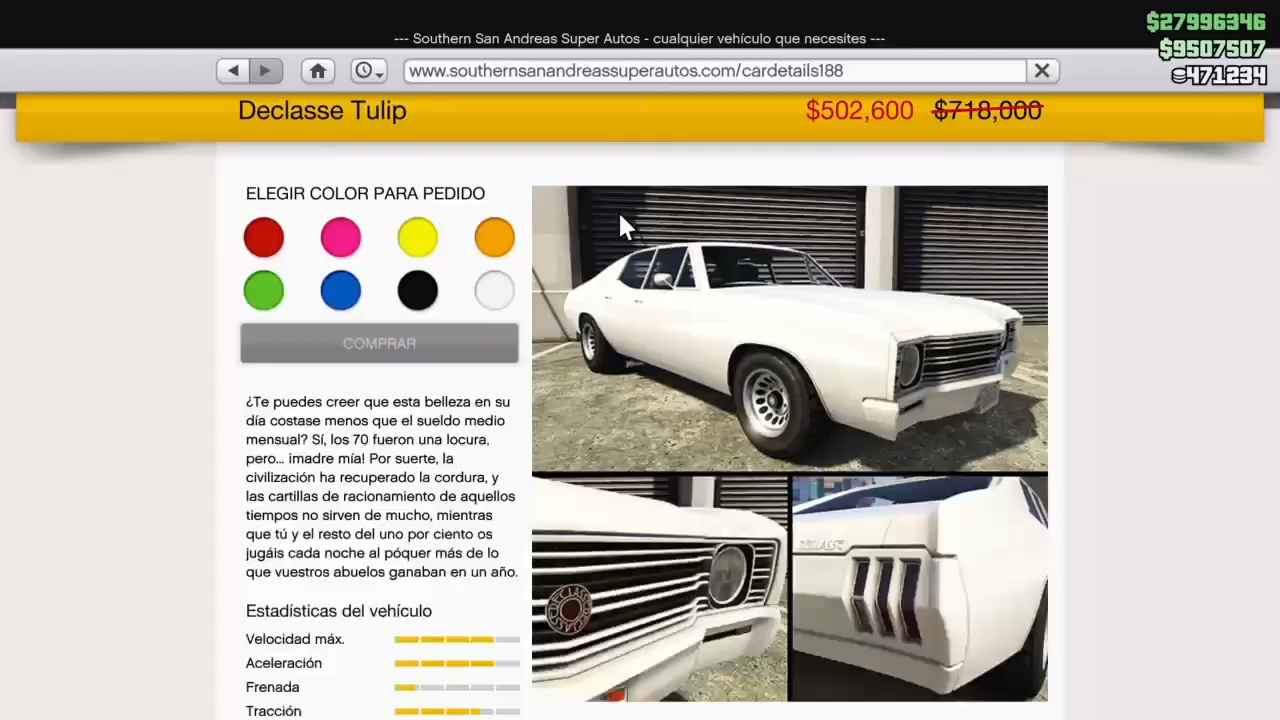 --- Southern San Andreas Super Autos - cualquier vehículo que necesites ---
$27996346
$9507507
471234
www.southernsanandreassuperautos.com/cardetails188
Declasse Tulip
$502,600 $718,000
ELEGIR COLOR PARA PEDIDO
COMPRAR
¿Te puedes creer que esta belleza en su
día costase menos que el sueldo medio
mensual? Sí, los 70 fueron una locura,
pero... ¡madre mía! Por suerte, la
civilización ha recuperado la cordura, y
las cartillas de racionamiento de aquellos
tiempos no sirven de mucho, mientras
que tú y el resto del uno por ciento os
jugáis cada noche al póquer más de lo
que vuestros abuelos ganaban en un año.
Estadísticas del vehículo
Velocidad máx.
Aceleración
Frenada
Tracción